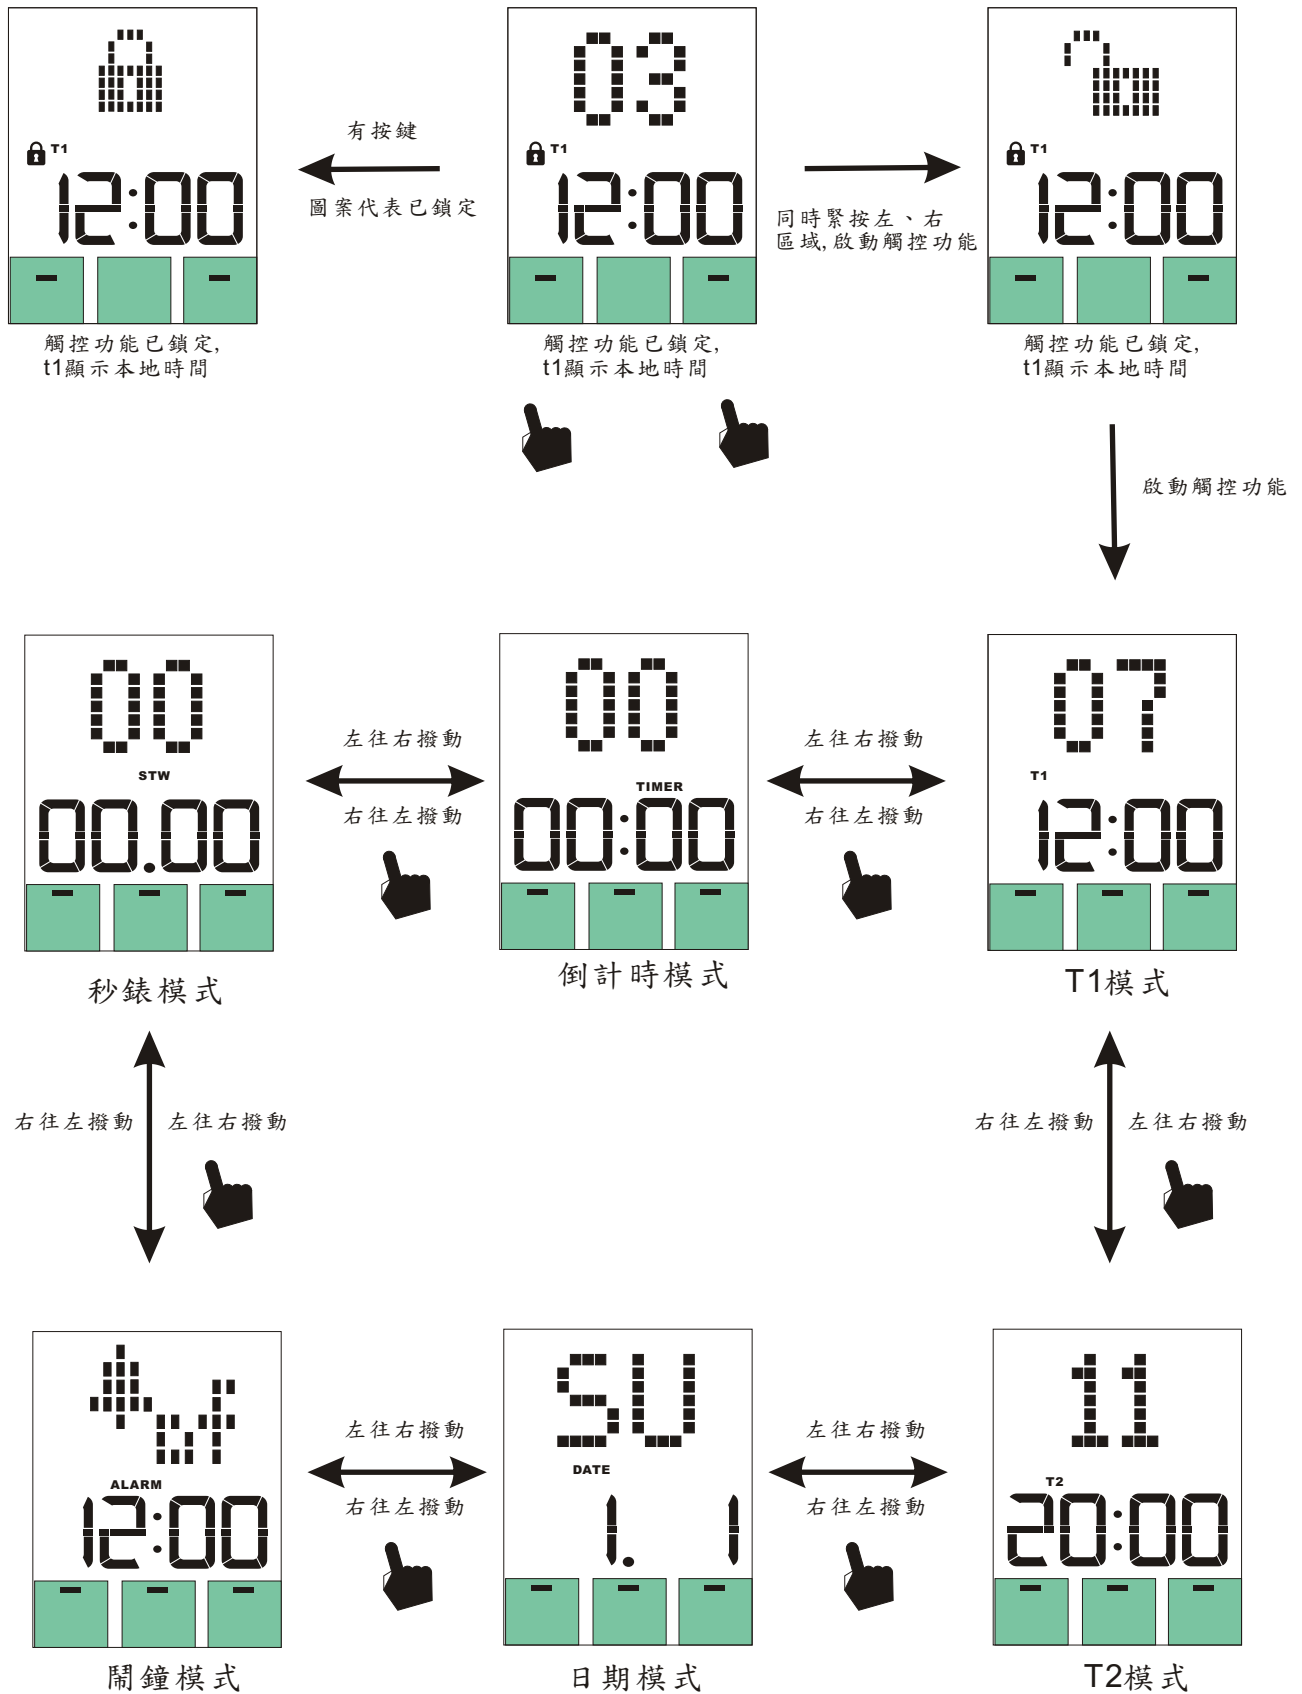 03
T1
12:00
有按鍵
圖案代表已鎖定
T1
12:00
同時緊按左、右
區域,啟動觸控功能
T1
12:00
觸控功能已鎖定,
t1顯示本地時間
觸控功能已鎖定,
t1顯示本地時間
觸控功能已鎖定,
t1顯示本地時間
啟動觸控功能
00
STW
00.00
左往右撥動
右往左撥動
00
TIMER
00:00
左往右撥動
右往左撥動
07
T1
12:00
秒錶模式
倒計時模式
T1模式
右往左撥動
左往右撥動
右往左撥動
左往右撥動
oFF
ALARM
12:00
左往右撥動
右往左撥動
SU
DATE
1. 1
左往右撥動
右往左撥動
11
T2
20:00
鬧鐘模式
日期模式
T2模式